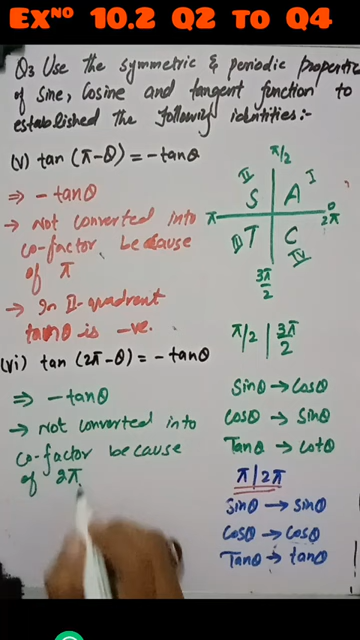 Exᴺᴼ 10.2 Q2 TO Q4
Q3 Use the symmetric & periodic properties
of Sine, Cosine and tangent function to
established the following identities:-
(v) tan (π-θ) = -tanθ
⇒ -tanθ
→ Not converted into
co-factor because
of π
→ In II-quadrent
tanθ is -ve.
(vi) tan (2π-θ) = -tanθ
⇒ -tanθ
→ Not converted into
co-factor because
of 2π
π/2
II I
S A
π 0
2π
III T C
IV
3π/2
π/2 | 3π/2
Sinθ → Cosθ
Cosθ → Sinθ
Tanθ → Cotθ
π | 2π
Sinθ → Sinθ
Cosθ → Cosθ
Tanθ → tanθ